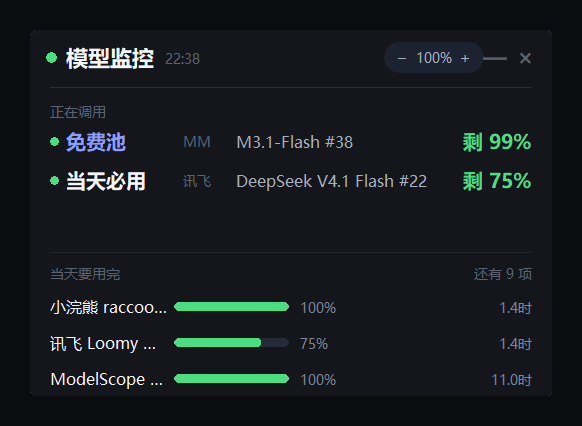 模型监控 22:38 − 100% + — ×
正在调用
免费池 MM M3.1-Flash #38 剩 99%
当天必用 讯飞 DeepSeek V4.1 Flash #22 剩 75%
当天要用完 还有 9 项
小浣熊 raccoo... 100% 1.4时
讯飞 Loomy ... 75% 1.4时
ModelScope ... 100% 11.0时